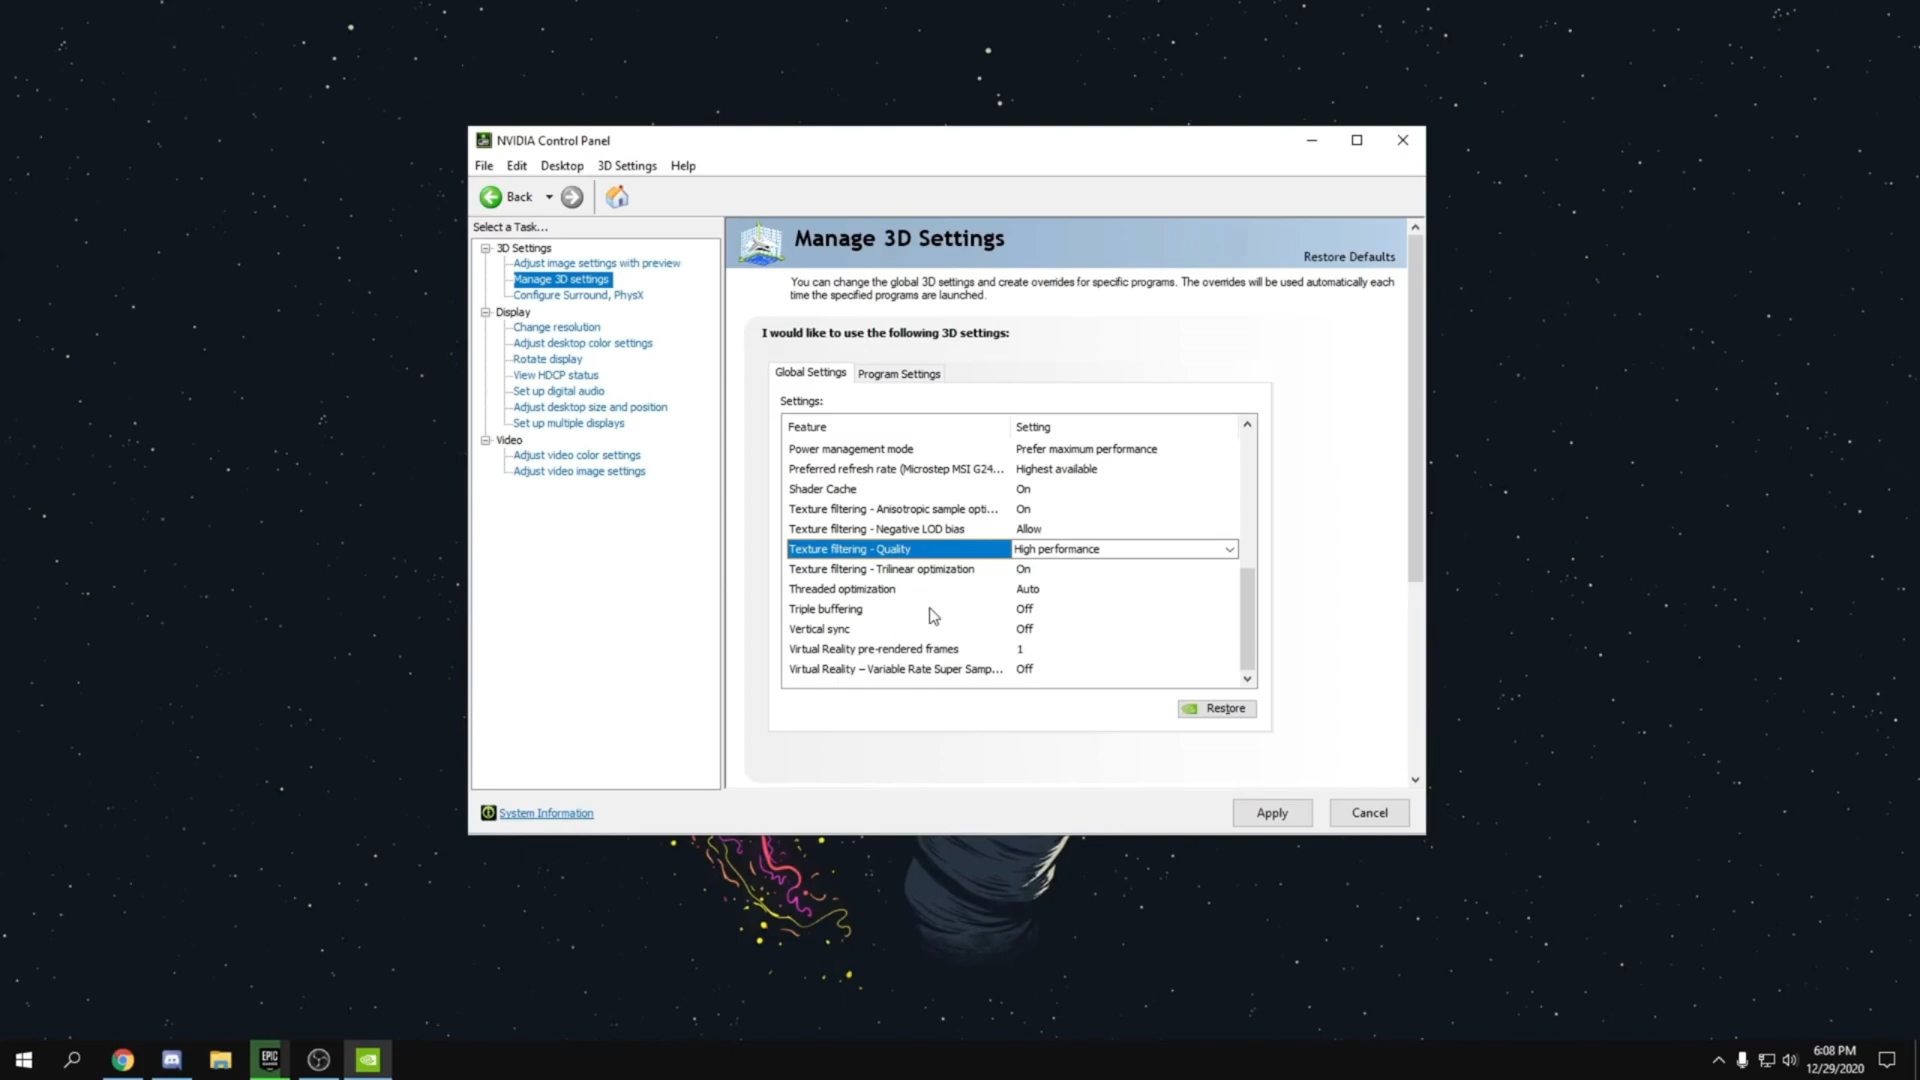 NVIDIA Control Panel
File Edit Desktop 3D Settings Help
Back
Select a Task...
3D Settings
Adjust image settings with preview
Manage 3D settings
Configure Surround, PhysX
Display
Change resolution
Adjust desktop color settings
Rotate display
View HDCP status
Set up digital audio
Adjust desktop size and position
Set up multiple displays
Video
Adjust video color settings
Adjust video image settings
System Information
Manage 3D Settings
Restore Defaults
You can change the global 3D settings and create overrides for specific programs. The overrides will be used automatically each
time the specified programs are launched.
I would like to use the following 3D settings:
Global Settings Program Settings
Settings:
Feature Setting
Power management mode Prefer maximum performance
Preferred refresh rate (Microstep MSI G24... Highest available
Shader Cache On
Texture filtering - Anisotropic sample opti... On
Texture filtering - Negative LOD bias Allow
Texture filtering - Quality High performance
Texture filtering - Trilinear optimization On
Threaded optimization Auto
Triple buffering Off
Vertical sync Off
Virtual Reality pre-rendered frames 1
Virtual Reality – Variable Rate Super Samp... Off
Restore
Apply Cancel
EPIC
GAMES
6:08 PM
12/29/2020